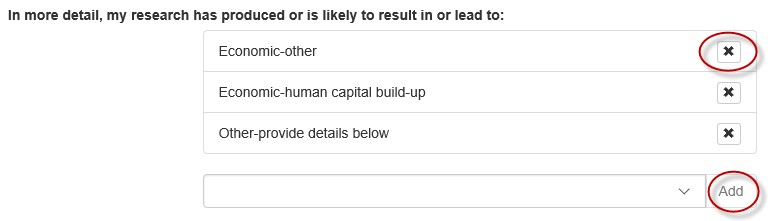 In more detail, my research has produced or is likely to result in or lead to:
Economic-other
Economic-human capital build-up
Other-provide details below
Add